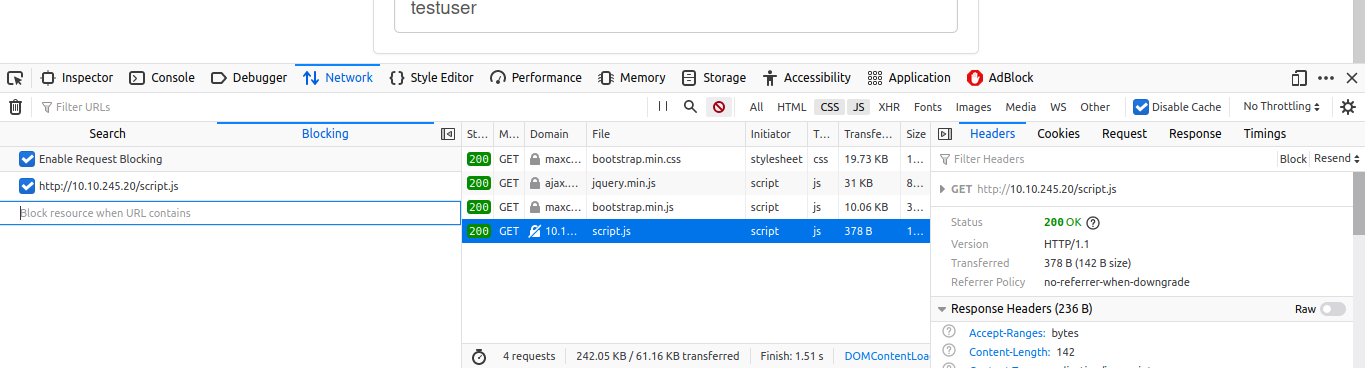 testuser
Inspector Console Debugger Network Style Editor Performance Memory Storage Accessibility Application AdBlock
Filter URLs All HTML CSS JS XHR Fonts Images Media WS Other Disable Cache No Throttling
Search Blocking
Enable Request Blocking
http://10.10.245.20/script.js
Block resource when URL contains
St... M... Domain File Initiator T... Transfe... Size
200 GET maxc... bootstrap.min.css stylesheet css 19.73 KB 1...
200 GET ajax.... jquery.min.js script js 31 KB 8...
200 GET maxc... bootstrap.min.js script js 10.06 KB 3...
200 GET 10.1... script.js script js 378 B 1...
4 requests 242.05 KB / 61.16 KB transferred Finish: 1.51 s DOMContentLoa
Headers Cookies Request Response Timings
Filter Headers Block Resend
GET http://10.10.245.20/script.js
Status 200 OK
Version HTTP/1.1
Transferred 378 B (142 B size)
Referrer Policy no-referrer-when-downgrade
Response Headers (236 B) Raw
Accept-Ranges: bytes
Content-Length: 142